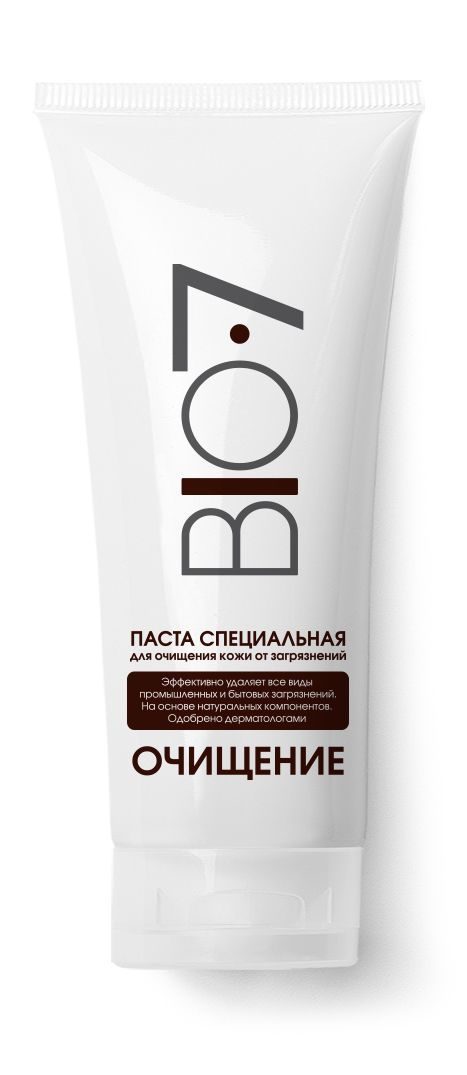 BIO·7
ПАСТА СПЕЦИАЛЬНАЯ
для очищения кожи от загрязнений
Эффективно удаляет все виды
промышленных и бытовых загрязнений.
На основе натуральных компонентов.
Одобрено дерматологами
ОЧИЩЕНИЕ